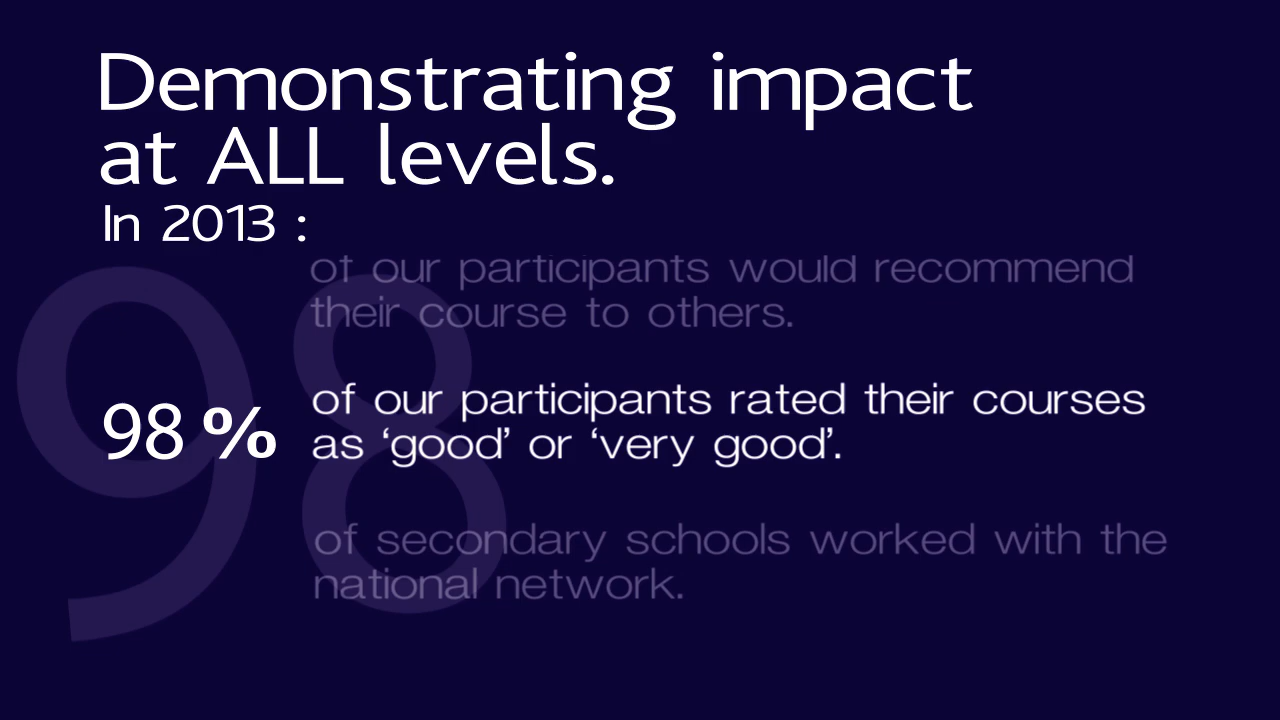 Demonstrating impact
at ALL levels.
In 2013 :
of our participants would recommend
their course to others.
98
98 %
of our participants rated their courses
as ‘good’ or ‘very good’.
of secondary schools worked with the
national network.